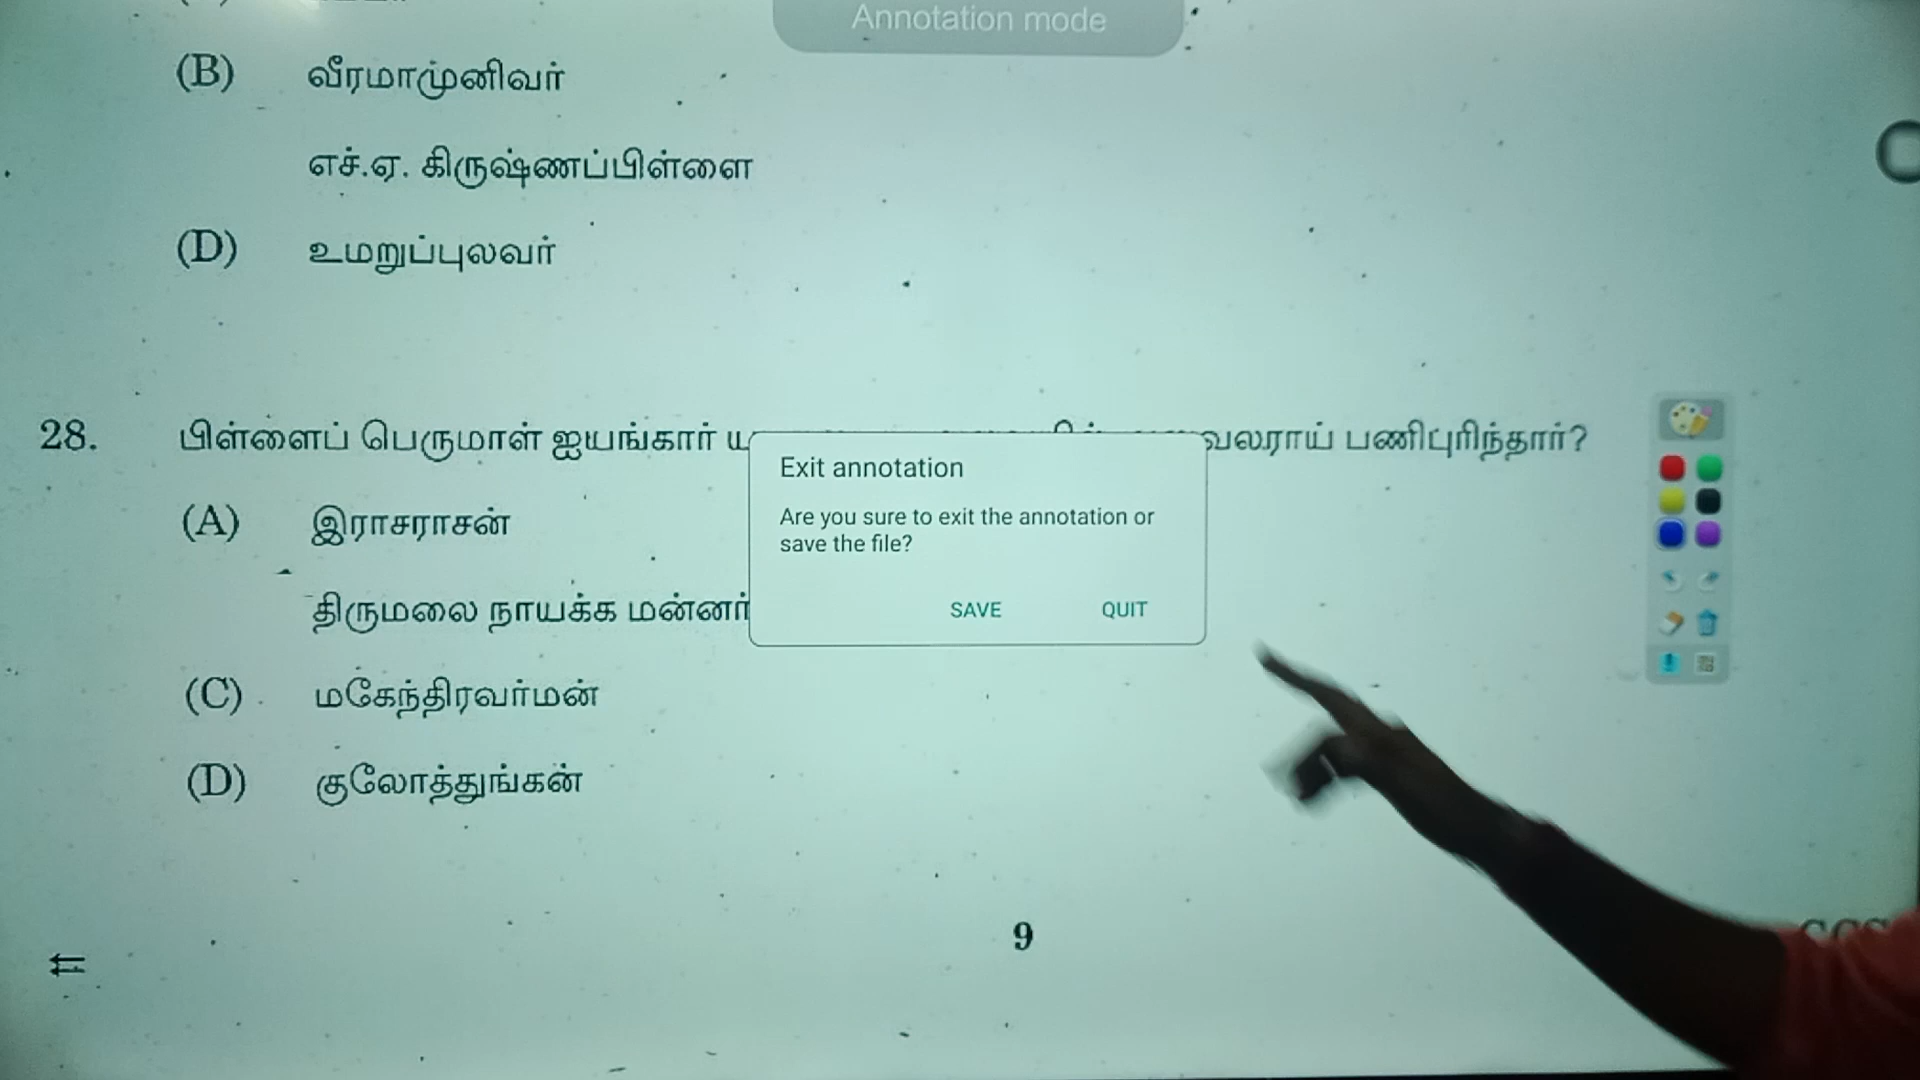 Annotation mode
(B) வீரமாமுனிவர்
எச்.ஏ. கிருஷ்ணப்பிள்ளை
(D) உமறுப்புலவர்
28. பிள்ளைப் பெருமாள் ஐயங்கார் பணிபுரிந்தார்?
Exit annotation
Are you sure to exit the annotation or
save the file?
SAVE QUIT
(A) இராசராசன்
திருமலை நாயக்க மன்னர்
(C) மகேந்திரவர்மன்
(D) குலோத்துங்கன்
9